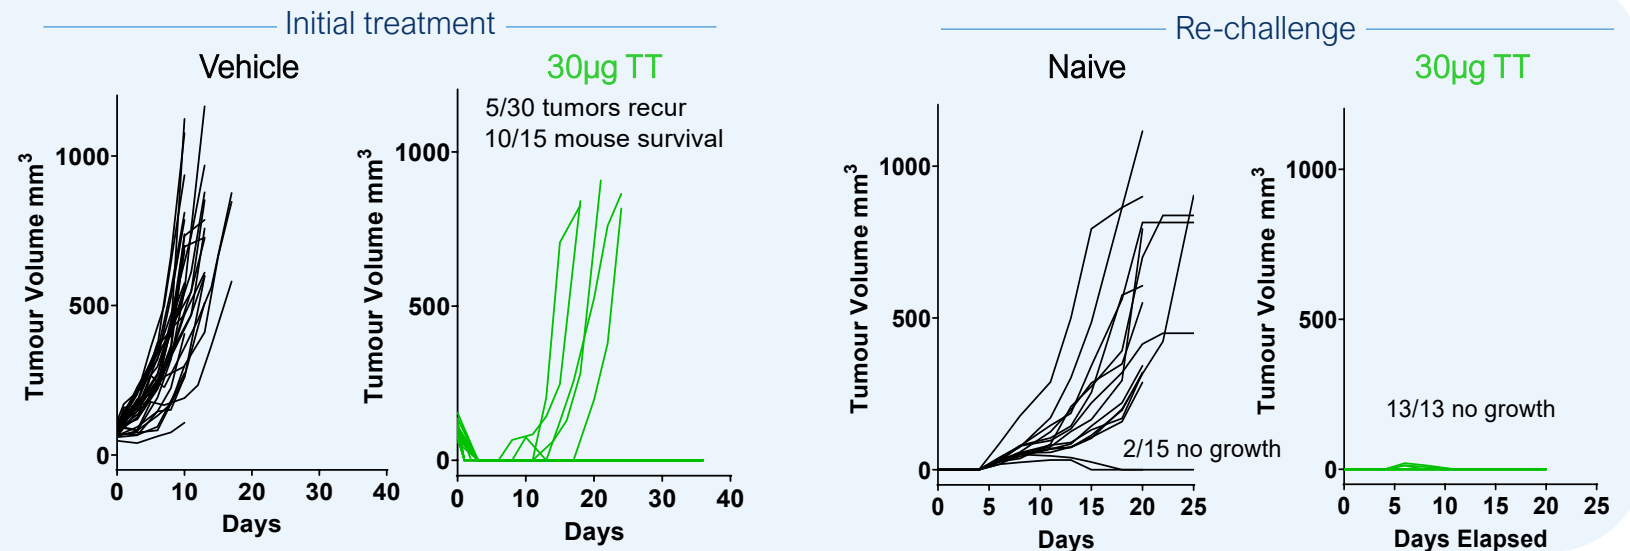 Initial treatment
Re-challenge
Vehicle
30µg TT
Naive
30µg TT
Tumour Volume mm³
1000
500
0
0 10 20 30 40
Days
Tumour Volume mm³
5/30 tumors recur
10/15 mouse survival
1000
500
0
0 10 20 30 40
Days
Tumour Volume mm³
1000
500
0
2/15 no growth
0 5 10 15 20 25
Days
Tumour Volume mm³
1000
500
0
13/13 no growth
0 5 10 15 20 25
Days Elapsed